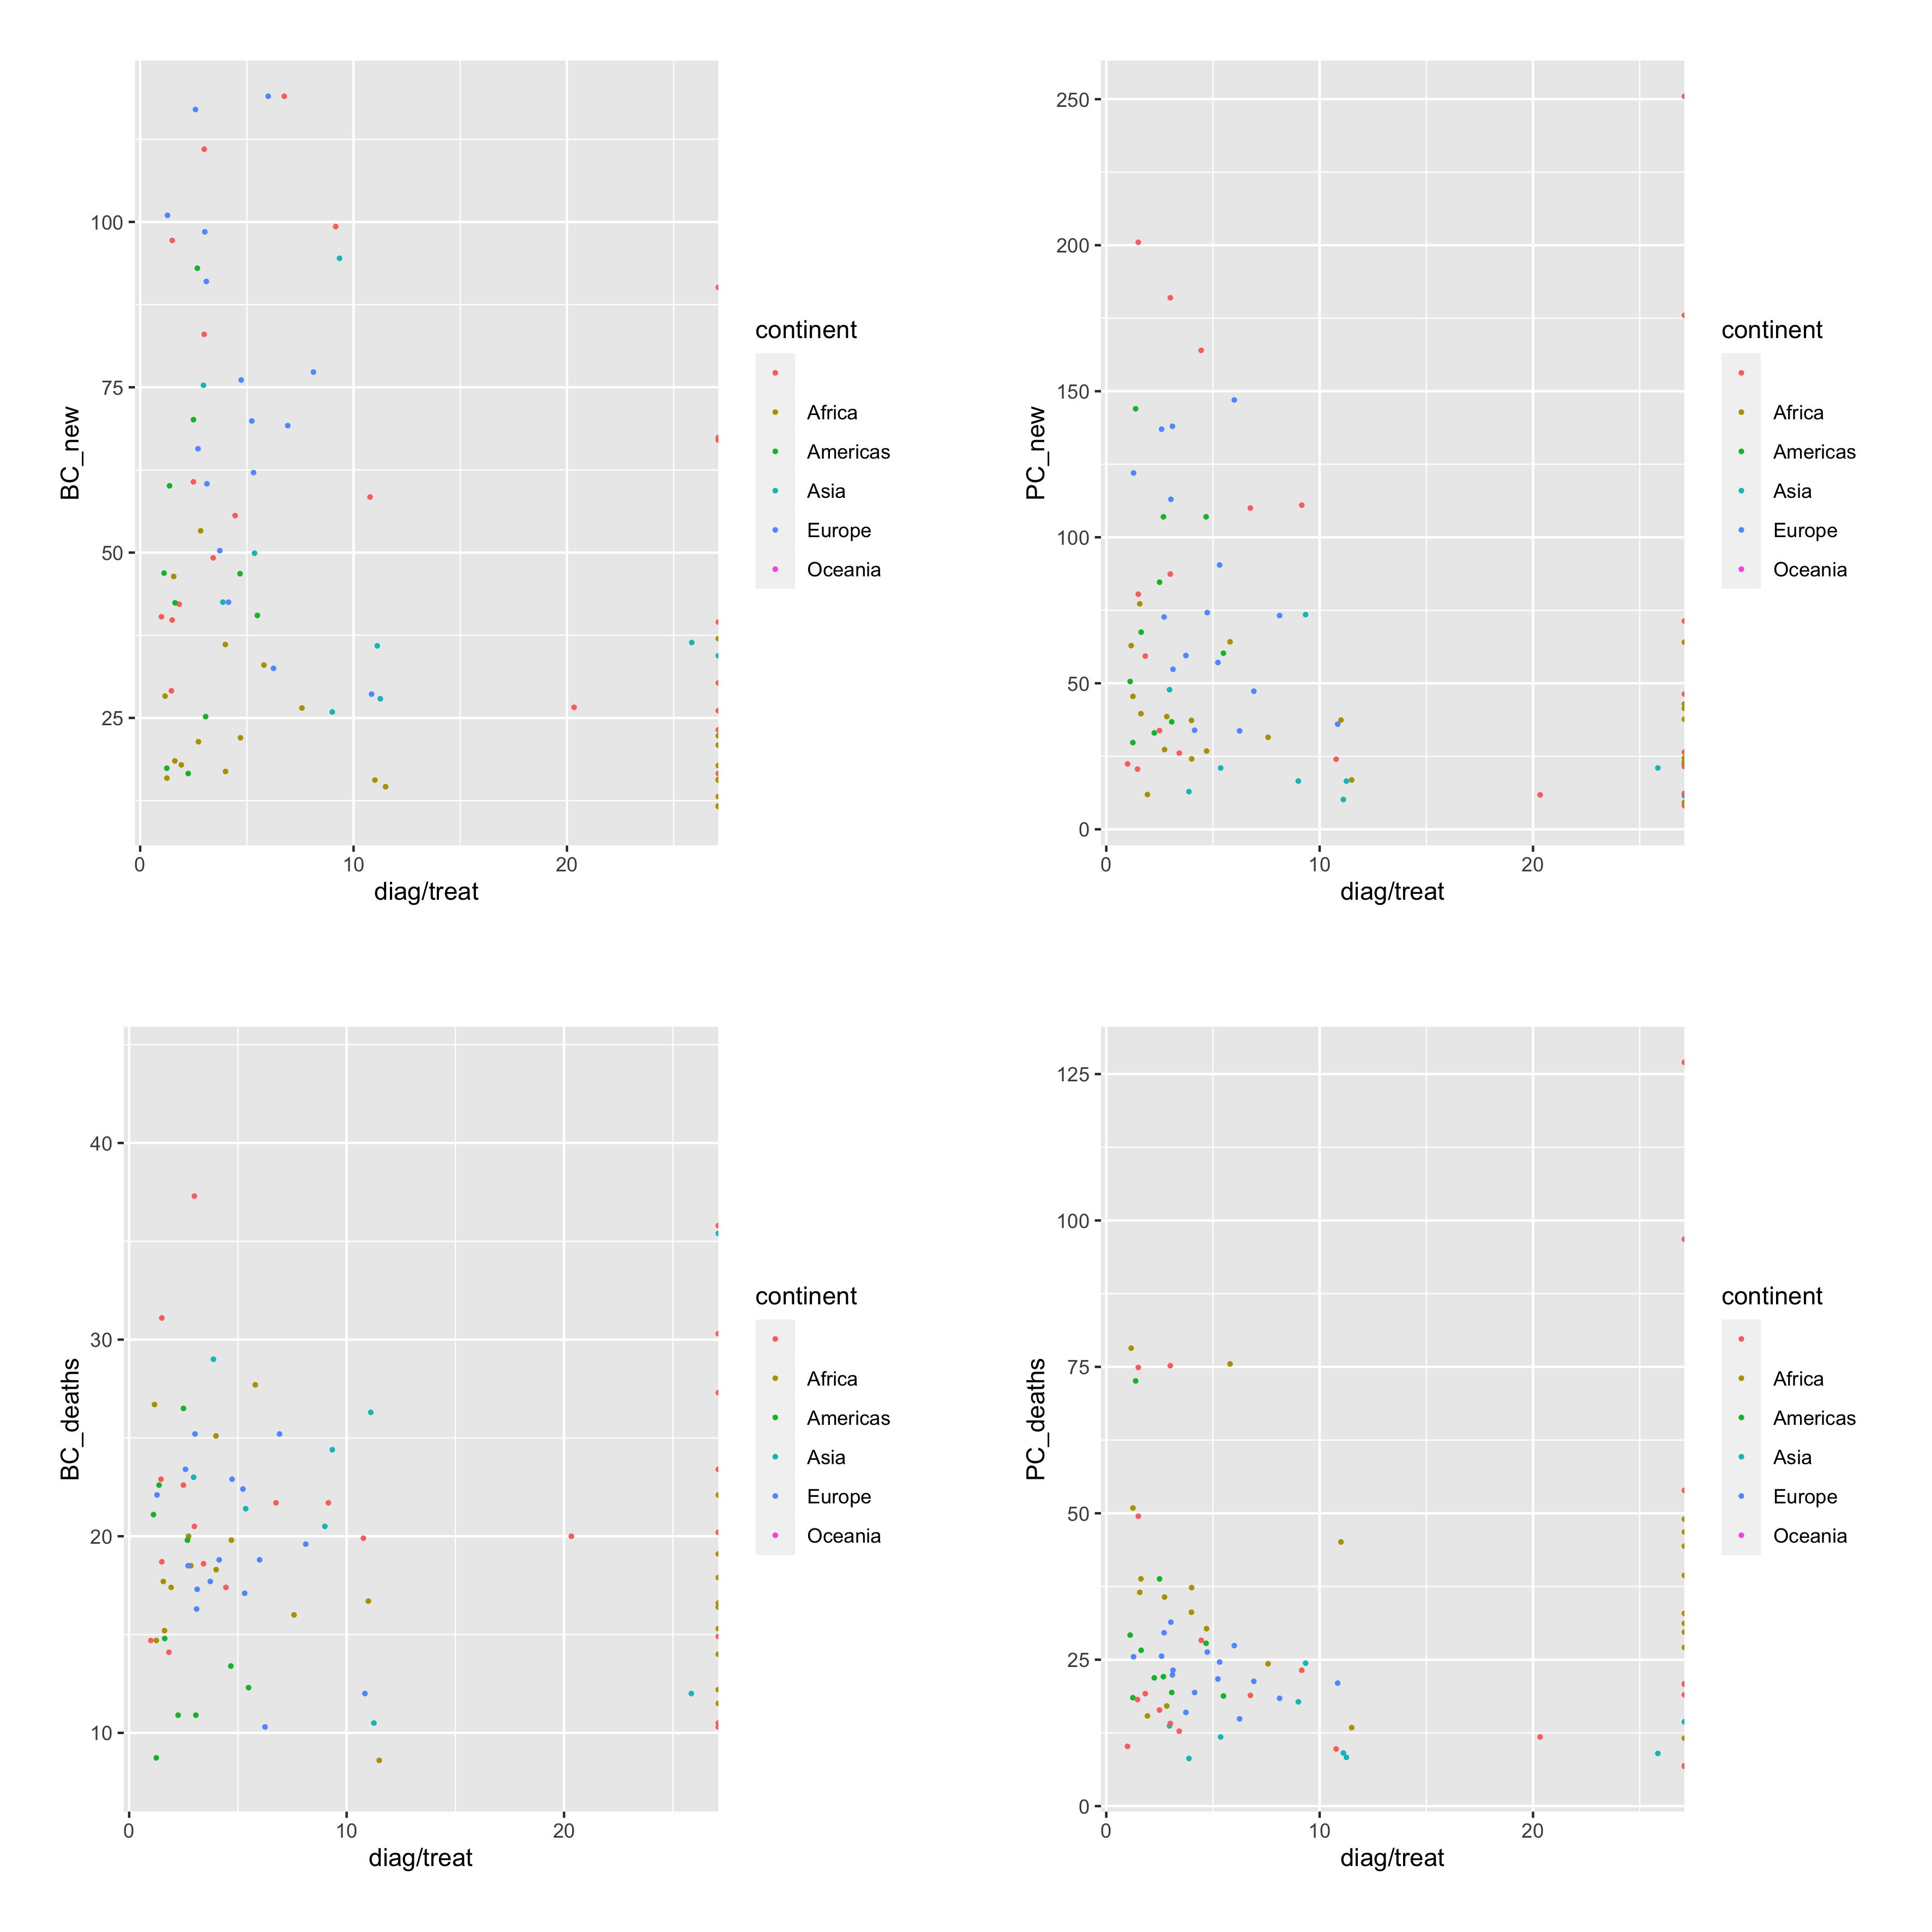 BC_new
100
75
50
25
0
10
20
diag/treat
continent
Africa
Americas
Asia
Europe
Oceania
PC_new
250
200
150
100
50
0
0
10
20
diag/treat
continent
Africa
Americas
Asia
Europe
Oceania
BC_deaths
40
30
20
10
0
10
20
diag/treat
continent
Africa
Americas
Asia
Europe
Oceania
PC_deaths
125
100
75
50
25
0
0
10
20
diag/treat
continent
Africa
Americas
Asia
Europe
Oceania